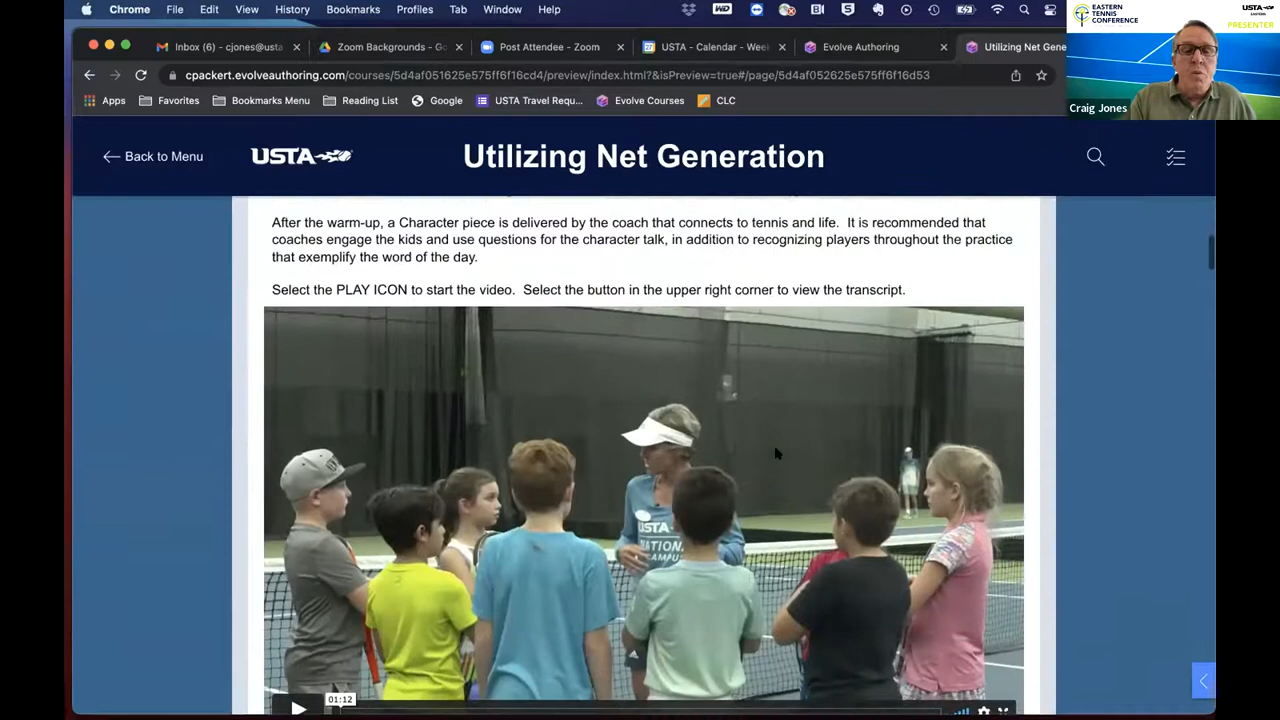 Chrome File Edit View History Bookmarks Profiles Tab Window Help
EASTERN TENNIS CONFERENCE
USTA EASTERN
PRESENTER
Inbox (6) - cjones@usta
Zoom Backgrounds - Go
Post Attendee - Zoom
USTA - Calendar - Week
Evolve Authoring
Utilizing Net Gene
cpackert.evolveauthoring.com/courses/5d4af051625e575ff6f16cd4/preview/index.html?&isPreview=true#/page/5d4af052625e575ff6f16d53
Apps Favorites Bookmarks Menu Reading List Google USTA Travel Requ... Evolve Courses CLC
Craig Jones
Back to Menu
USTA
Utilizing Net Generation
After the warm-up, a Character piece is delivered by the coach that connects to tennis and life. It is recommended that
coaches engage the kids and use questions for the character talk, in addition to recognizing players throughout the practice
that exemplify the word of the day.
Select the PLAY ICON to start the video. Select the button in the upper right corner to view the transcript.
USTA
NATIONAL
CAMPUS
01:12